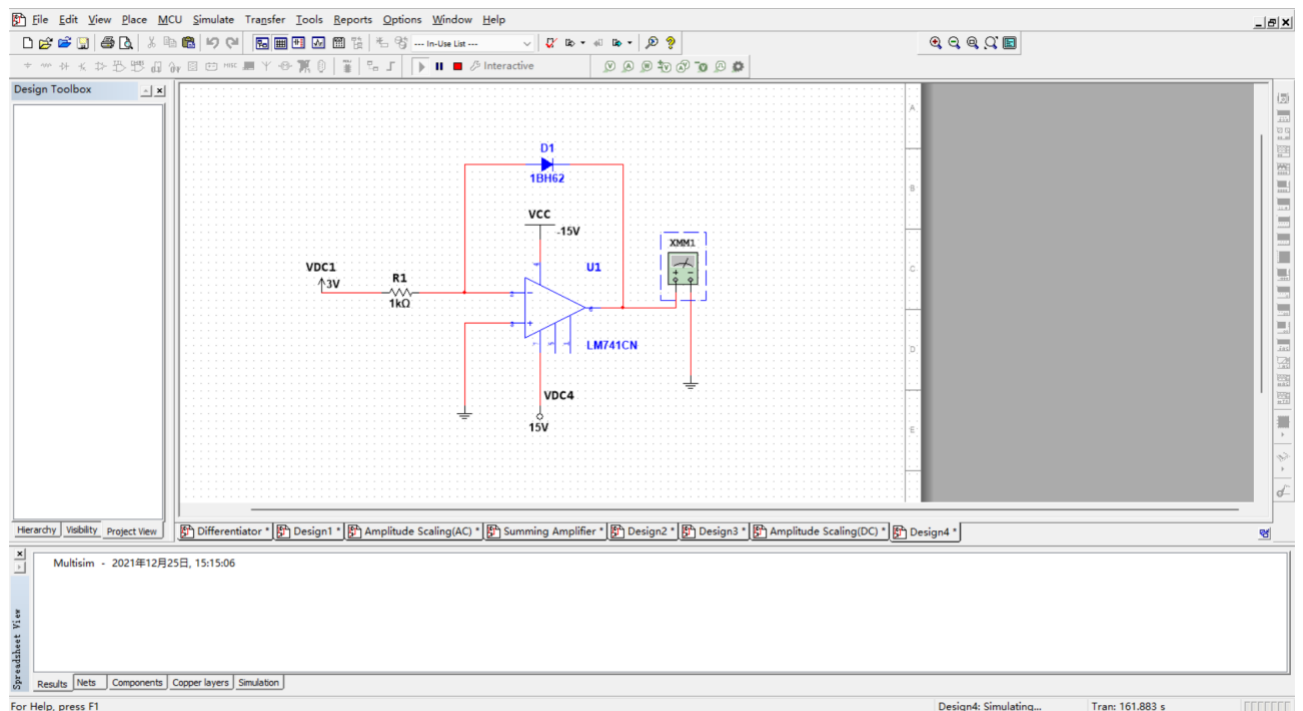 File Edit View Place MCU Simulate Transfer Tools Reports Options Window Help
--- In-Use List ---
Interactive
Design Toolbox
A
B
C
D
E
D1
1BH62
VCC
-15V
XMM1
U1
VDC1
3V
R1
1kΩ
2
3
6
LM741CN
VDC4
15V
Hierarchy Visibility Project View
Differentiator * Design1 * Amplitude Scaling(AC) * Summing Amplifier * Design2 * Design3 * Amplitude Scaling(DC) * Design4 *
Multisim - 2021年12月25日, 15:15:06
Spreadsheet View
Results Nets Components Copper layers Simulation
For Help, press F1
Design4: Simulating... Tran: 161.883 s